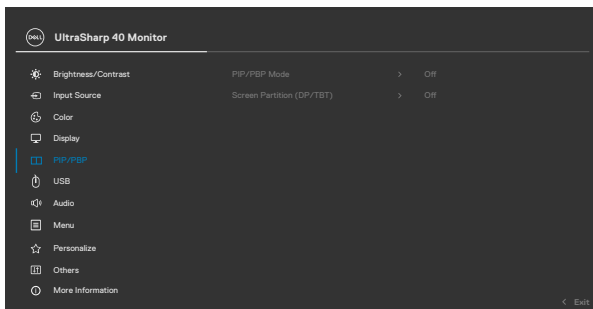 DELL UltraSharp 40 Monitor
Brightness/Contrast PIP/PBP Mode > Off
Input Source Screen Partition (DP/TBT) > Off
Color
Display
PIP/PBP
USB
Audio
Menu
Personalize
Others
More Information
< Exit